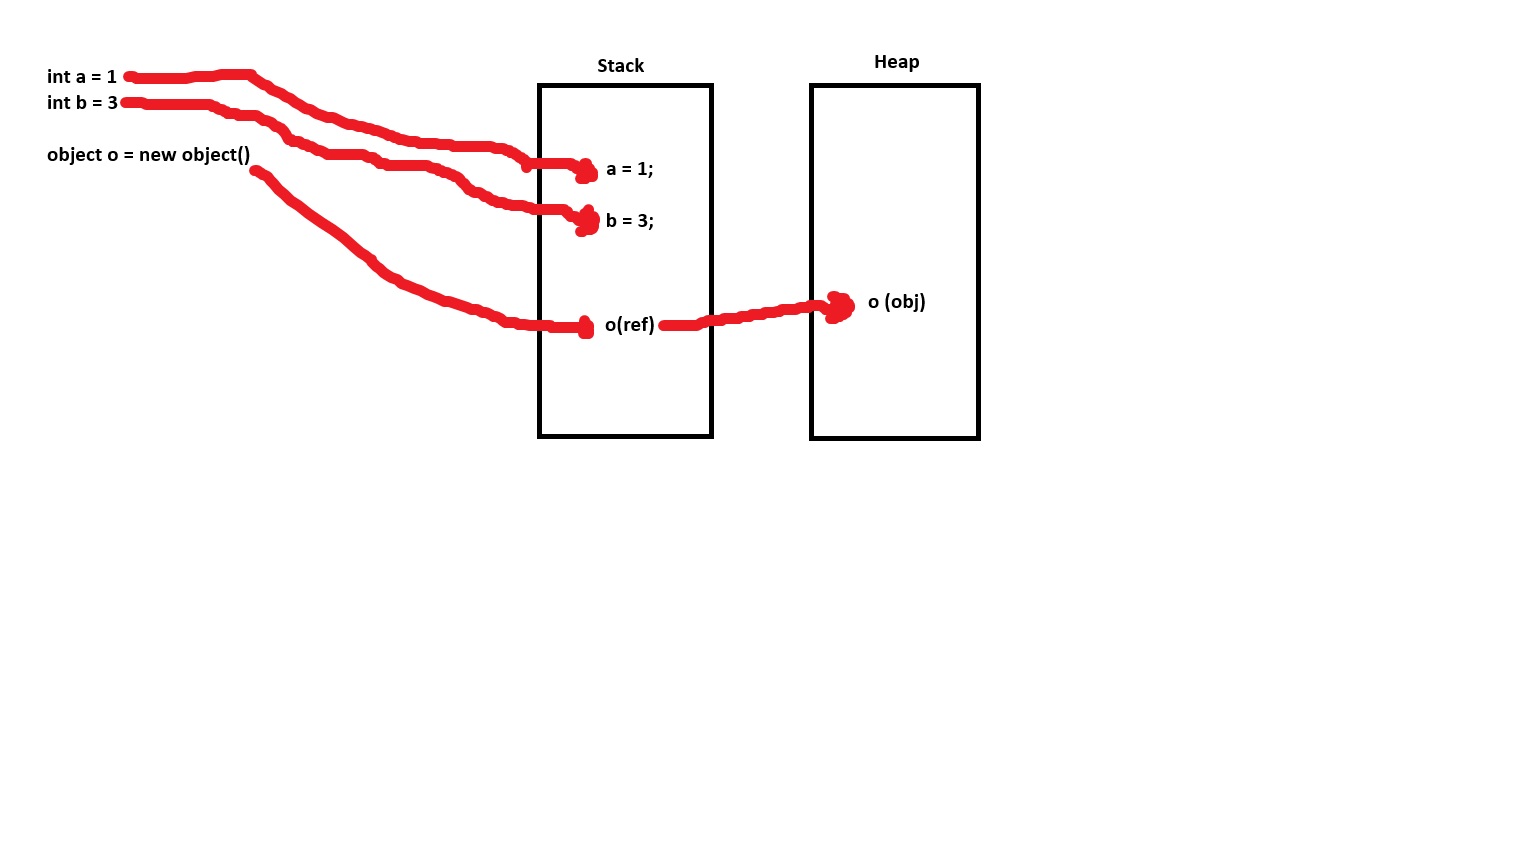 Stack
Heap
int a = 1
int b = 3
object o = new object()
a = 1;
b = 3;
o(ref)
o (obj)